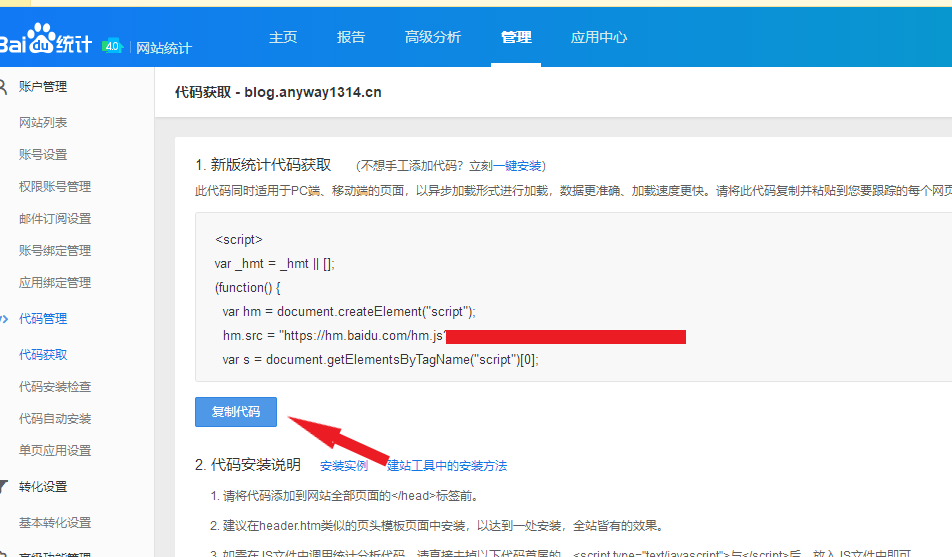 Bai du 统计 4.0 网站统计
主页 报告 高级分析 管理 应用中心
账户管理
网站列表
账号设置
权限账号管理
邮件订阅设置
账号绑定管理
应用绑定管理
代码管理
代码获取
代码安装检查
代码自动安装
单页应用设置
转化设置
基本转化设置
高级功能管理
代码获取 - blog.anyway1314.cn
1. 新版统计代码获取 (不想手工添加代码？立刻一键安装)
此代码同时适用于PC端、移动端的页面，以异步加载形式进行加载，数据更准确、加载速度更快。请将此代码复制并粘贴到您要跟踪的每个网页
<script>
var _hmt = _hmt || [];
(function() {
var hm = document.createElement("script");
hm.src = "https://hm.baidu.com/hm.js
var s = document.getElementsByTagName("script")[0];
复制代码
2. 代码安装说明 安装实例 建站工具中的安装方法
1. 请将代码添加到网站全部页面的</head>标签前。
2. 建议在header.htm类似的页头模板页面中安装，以达到一处安装，全站皆有的效果。
3. 如需在JS文件中调用统计分析代码，请直接去掉以下代码首尾的，<script type="text/javascript">与</script>后，放入JS文件中即可